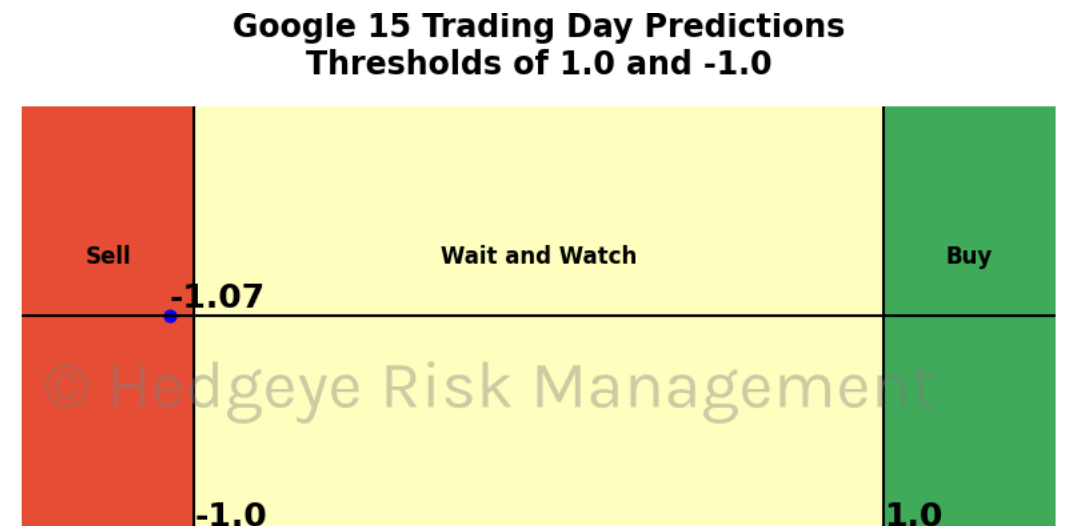 Google 15 Trading Day Predictions
Thresholds of 1.0 and -1.0
Sell
Wait and Watch
Buy
-1.07
© Hedgeye Risk Management
-1.0
1.0